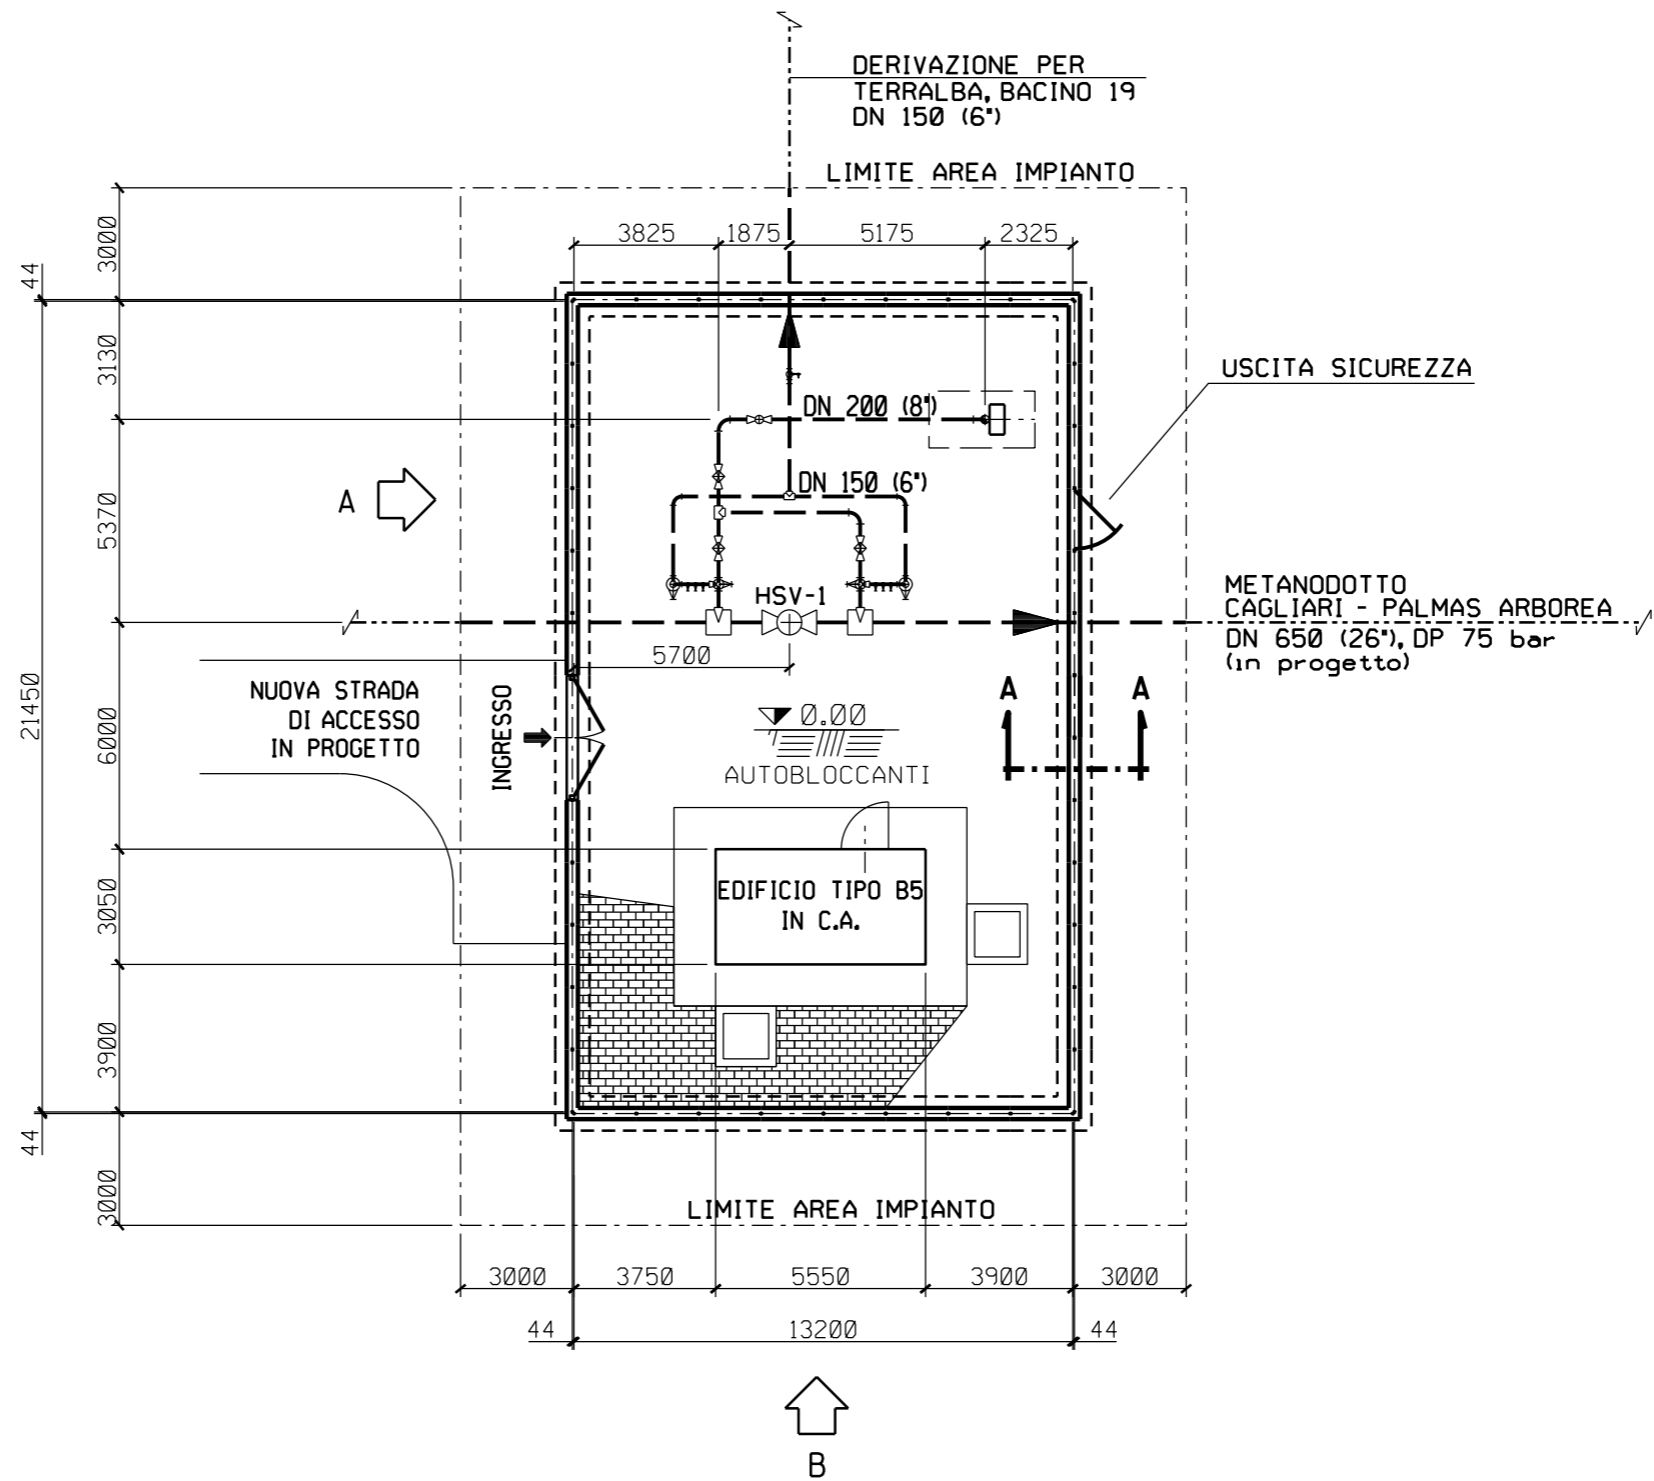 DERIVAZIONE PER
TERRALBA, BACINO 19
DN 150 (6")
LIMITE AREA IMPIANTO
3825
1875
5175
2325
3000
44
3130
5370
6000
3050
3900
3000
21450
44
A
DN 200 (8")
DN 150 (6")
HSV-1
5700
USCITA SICUREZZA
METANODOTTO
CAGLIARI - PALMAS ARBOREA
DN 650 (26"), DP 75 bar
(in progetto)
NUOVA STRADA
DI ACCESSO
IN PROGETTO
INGRESSO
0.00
AUTOBLOCCANTI
A
A
EDIFICIO TIPO B5
IN C.A.
LIMITE AREA IMPIANTO
3000
3750
5550
3900
3000
44
13200
44
B